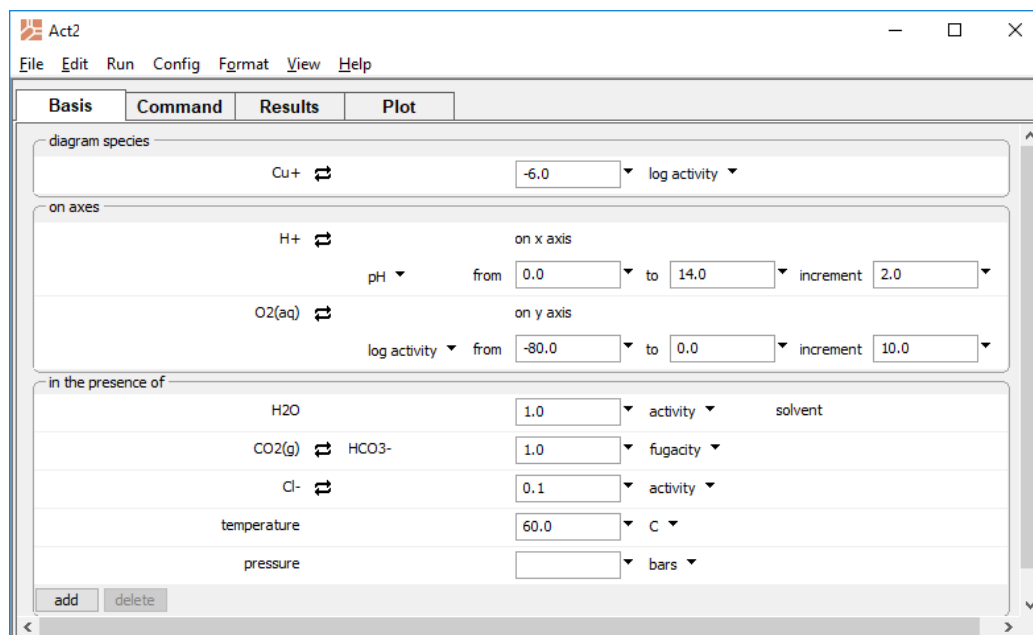 Act2
File Edit Run Config Format View Help
Basis Command Results Plot
diagram species
Cu+ -6.0 log activity
on axes
H+ on x axis
pH from 0.0 to 14.0 increment 2.0
O2(aq) on y axis
log activity from -80.0 to 0.0 increment 10.0
in the presence of
H2O 1.0 activity solvent
CO2(g) HCO3- 1.0 fugacity
Cl- 0.1 activity
temperature 60.0 C
pressure bars
add delete